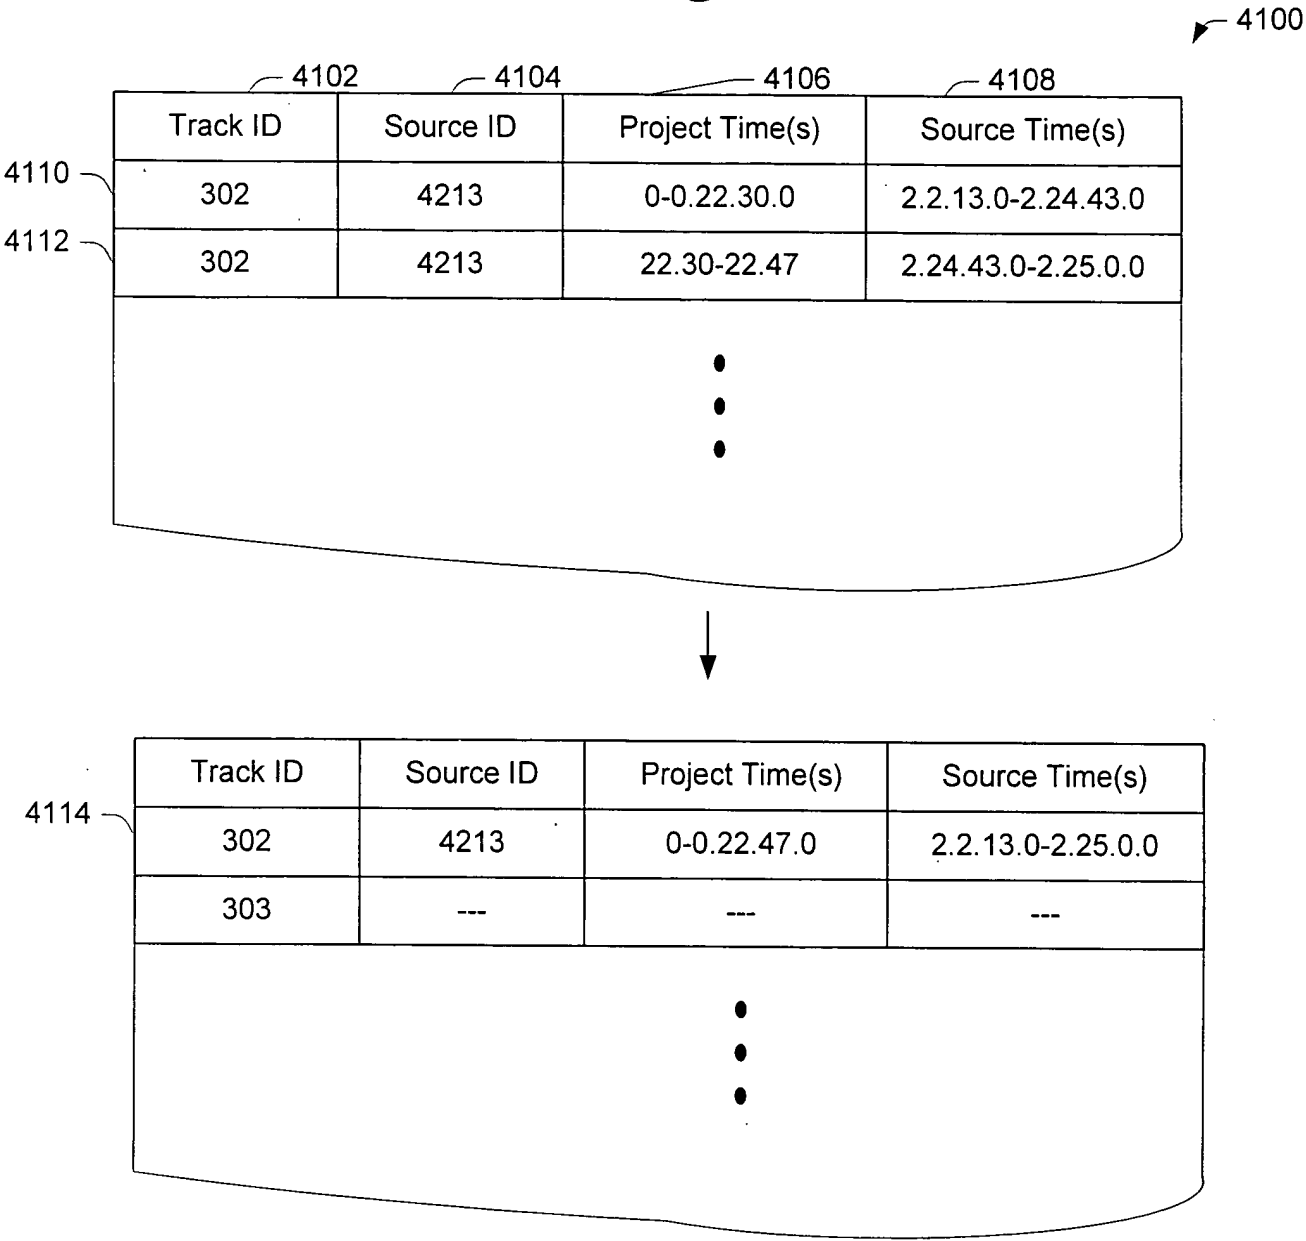 4100
4102 4104 4106 4108
Track ID Source ID Project Time(s) Source Time(s)
4110 302 4213 0-0.22.30.0 2.2.13.0-2.24.43.0
4112 302 4213 22.30-22.47 2.24.43.0-2.25.0.0
Track ID Source ID Project Time(s) Source Time(s)
4114 302 4213 0-0.22.47.0 2.2.13.0-2.25.0.0
303 --- --- ---